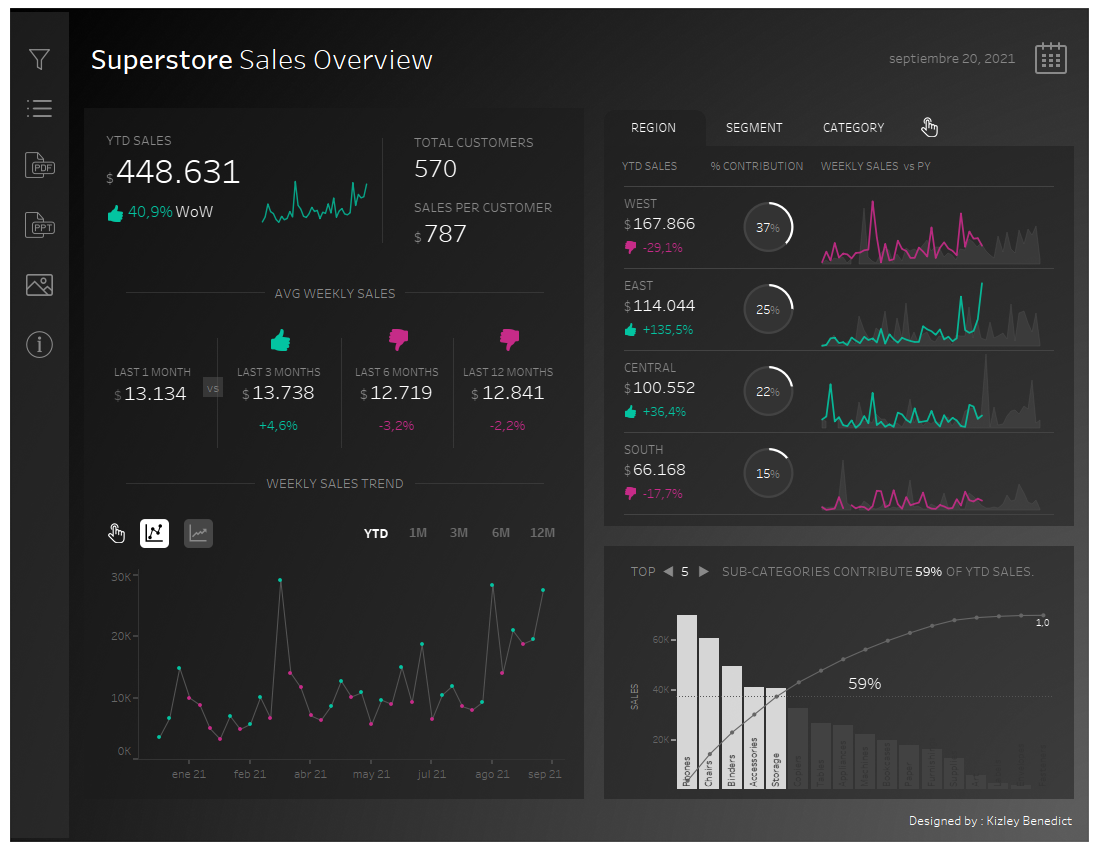 Superstore Sales Overview
septiembre 20, 2021
PDF
PPT
YTD SALES
$448.631
40,9% WoW
TOTAL CUSTOMERS
570
SALES PER CUSTOMER
$787
AVG WEEKLY SALES
LAST 1 MONTH
$13.134
vs
LAST 3 MONTHS
$13.738
+4,6%
LAST 6 MONTHS
$12.719
-3,2%
LAST 12 MONTHS
$12.841
-2,2%
WEEKLY SALES TREND
YTD 1M 3M 6M 12M
30K
20K
10K
0K
ene 21 feb 21 abr 21 may 21 jul 21 ago 21 sep 21
REGION SEGMENT CATEGORY
YTD SALES % CONTRIBUTION WEEKLY SALES vs PY
WEST
$167.866
-29,1%
37%
EAST
$114.044
+135,5%
25%
CENTRAL
$100.552
+36,4%
22%
SOUTH
$66.168
-17,7%
15%
TOP 5 SUB-CATEGORIES CONTRIBUTE 59% OF YTD SALES.
SALES
60K
40K
20K
59%
1,0
Phones
Chairs
Binders
Accessories
Storage
Designed by : Kizley Benedict